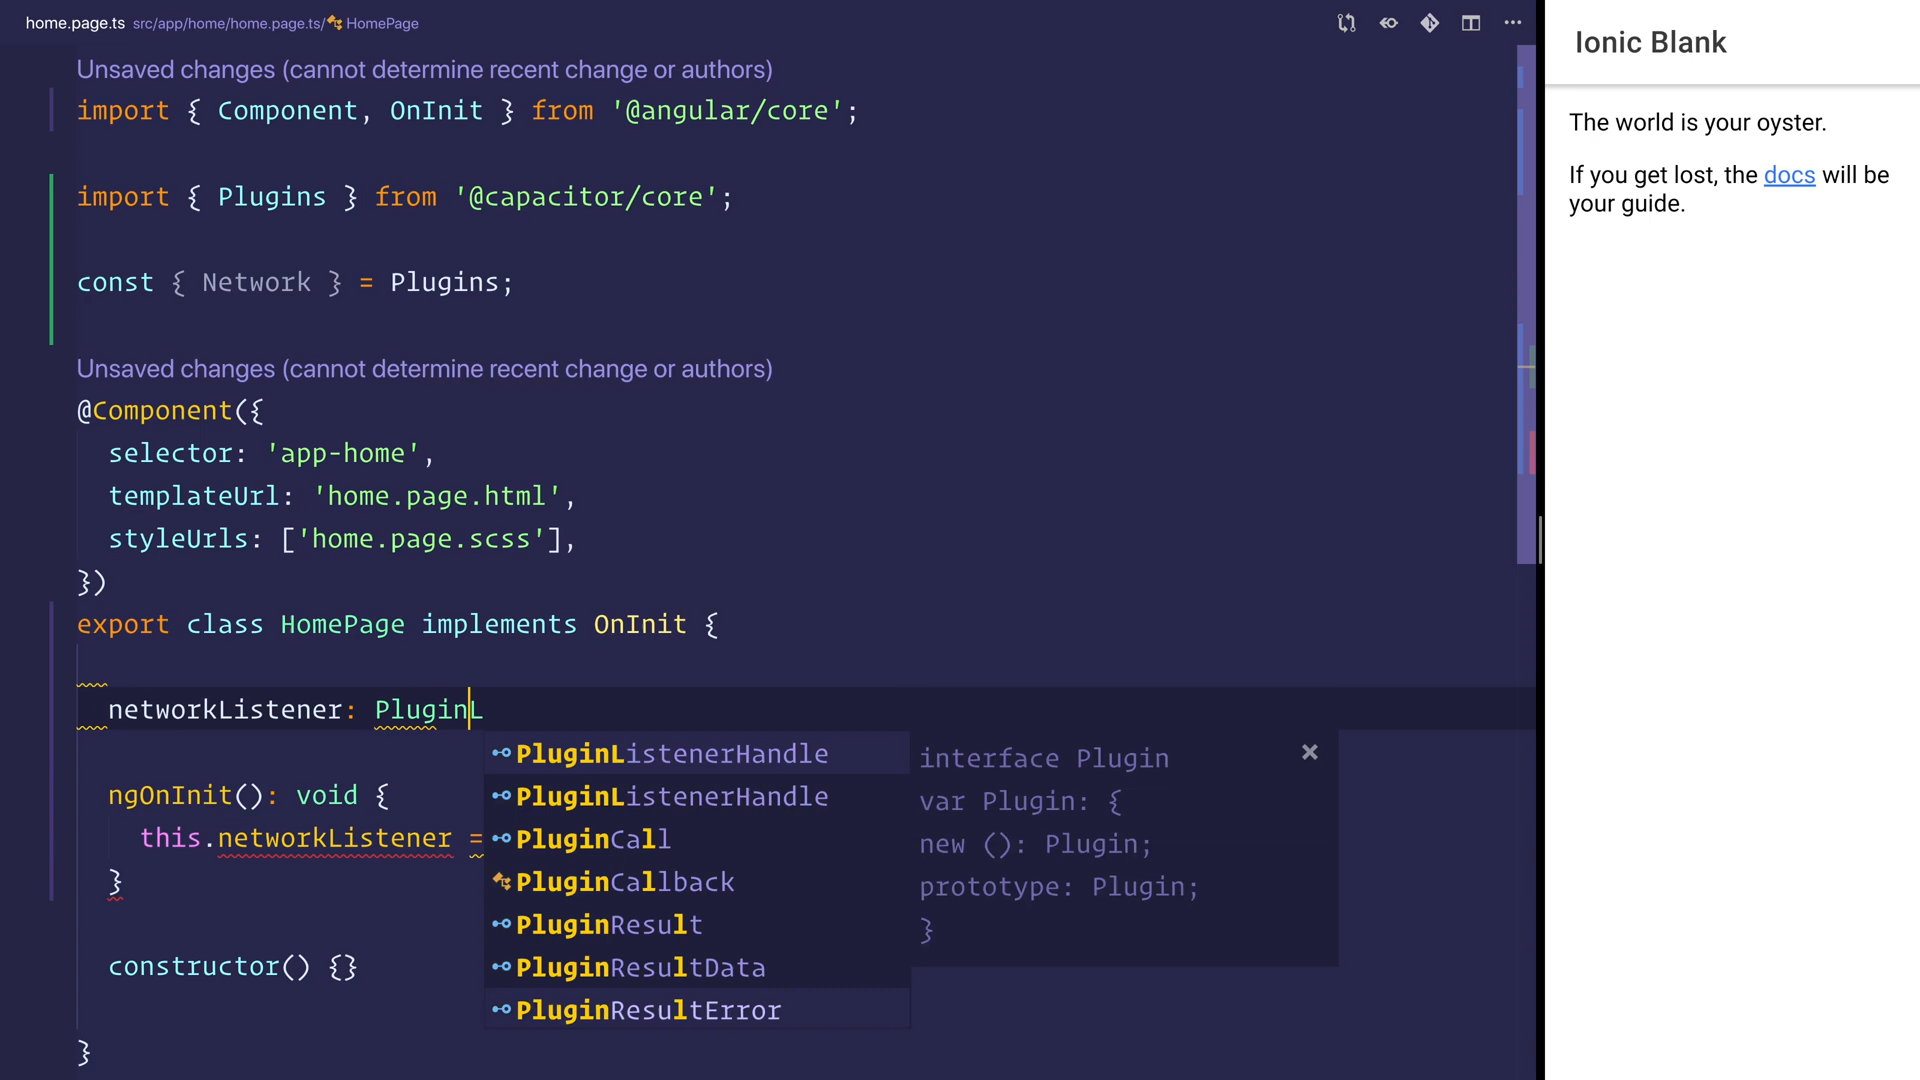 home.page.ts src/app/home/home.page.ts/ HomePage
Unsaved changes (cannot determine recent change or authors)
import { Component, OnInit } from '@angular/core';
import { Plugins } from '@capacitor/core';
const { Network } = Plugins;
Unsaved changes (cannot determine recent change or authors)
@Component({
selector: 'app-home',
templateUrl: 'home.page.html',
styleUrls: ['home.page.scss'],
})
export class HomePage implements OnInit {
networkListener: PluginL
ngOnInit(): void {
this.networkListener =
}
constructor() {}
}
PluginListenerHandle
PluginListenerHandle
PluginCall
PluginCallback
PluginResult
PluginResultData
PluginResultError
interface Plugin
var Plugin: {
new (): Plugin;
prototype: Plugin;
}
Ionic Blank
The world is your oyster.
If you get lost, the docs will be
your guide.